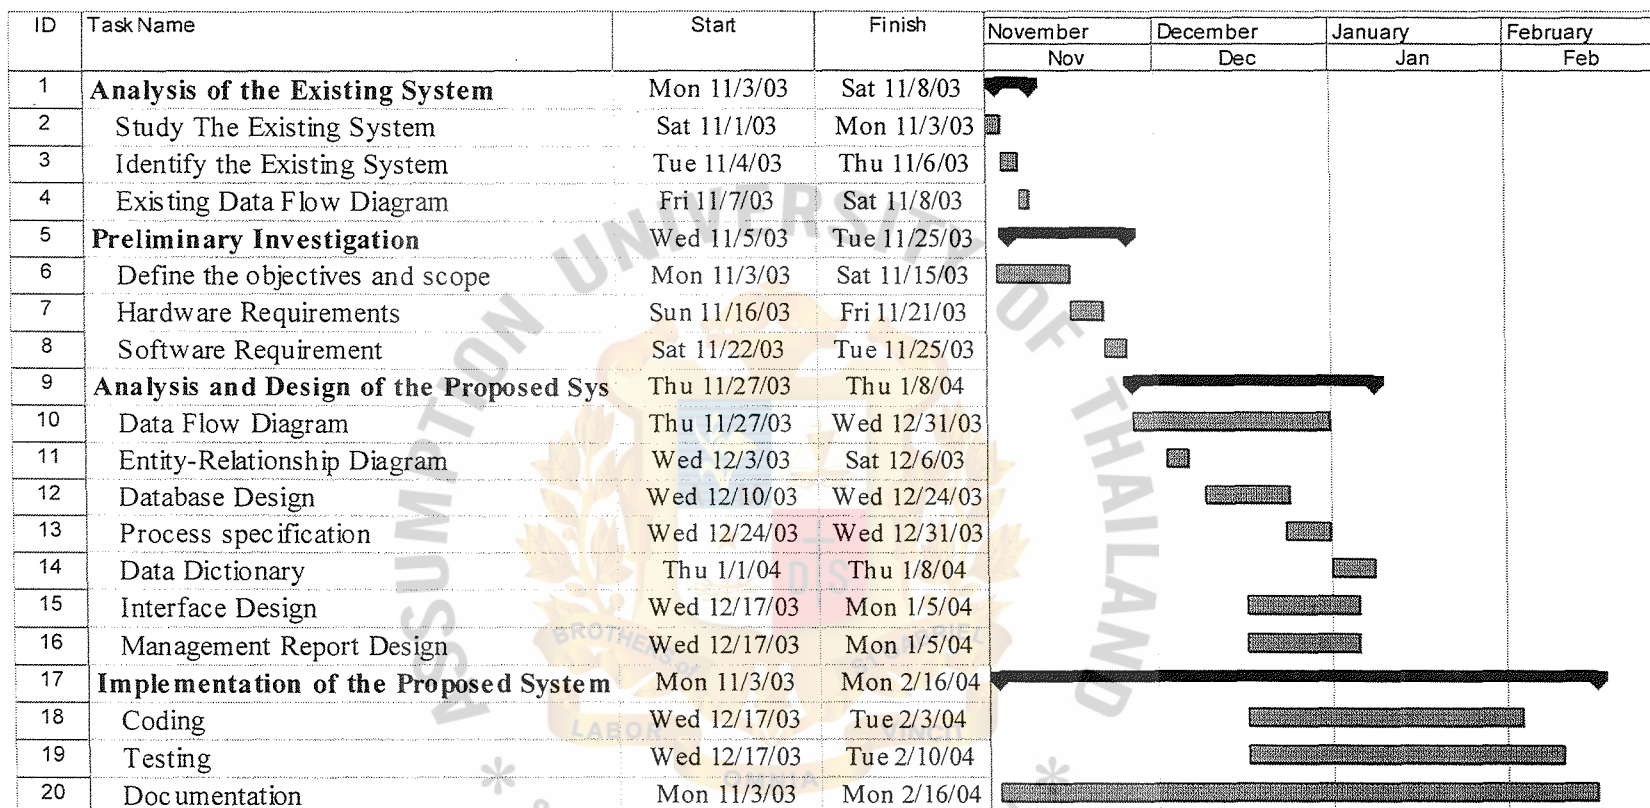 ID Task Name Start Finish November December January February
Nov Dec Jan Feb
1 Analysis of the Existing System Mon 11/3/03 Sat 11/8/03
2 Study The Existing System Sat 11/1/03 Mon 11/3/03
3 Identify the Existing System Tue 11/4/03 Thu 11/6/03
4 Existing Data Flow Diagram Fri 11/7/03 Sat 11/8/03
5 Preliminary Investigation Wed 11/5/03 Tue 11/25/03
6 Define the objectives and scope Mon 11/3/03 Sat 11/15/03
7 Hardware Requirements Sun 11/16/03 Fri 11/21/03
8 Software Requirement Sat 11/22/03 Tue 11/25/03
9 Analysis and Design of the Proposed Sys Thu 11/27/03 Thu 1/8/04
10 Data Flow Diagram Thu 11/27/03 Wed 12/31/03
11 Entity-Relationship Diagram Wed 12/3/03 Sat 12/6/03
12 Database Design Wed 12/10/03 Wed 12/24/03
13 Process specification Wed 12/24/03 Wed 12/31/03
14 Data Dictionary Thu 1/1/04 Thu 1/8/04
15 Interface Design Wed 12/17/03 Mon 1/5/04
16 Management Report Design Wed 12/17/03 Mon 1/5/04
17 Implementation of the Proposed System Mon 11/3/03 Mon 2/16/04
18 Coding Wed 12/17/03 Tue 2/3/04
19 Testing Wed 12/17/03 Tue 2/10/04
20 Documentation Mon 11/3/03 Mon 2/16/04
ASSUMPTION UNIVERSITY OF THAILAND
DS
BROTHERS OF ST GABRIEL
LABOR OMNIA VINCIT